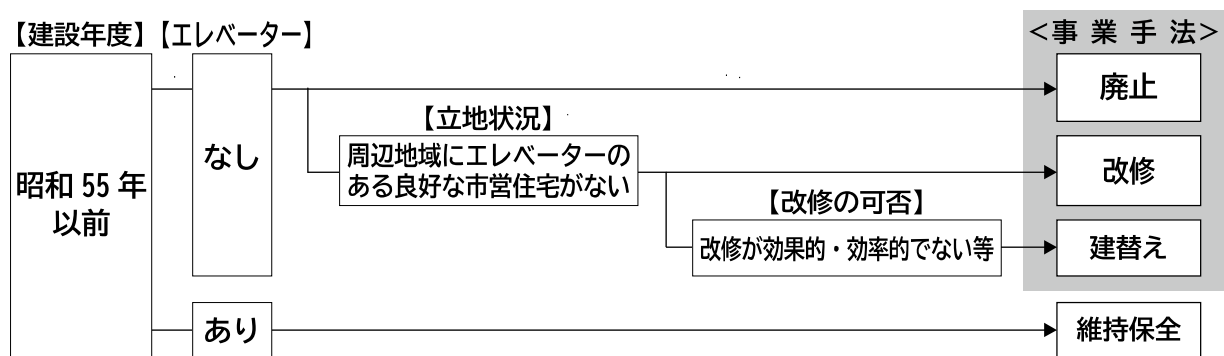 【建設年度】【エレベーター】
＜事業手法＞
昭和55年
以前
なし
廃止
【立地状況】
周辺地域にエレベーターの
ある良好な市営住宅がない
改修
【改修の可否】
改修が効果的・効率的でない等
建替え
あり
維持保全